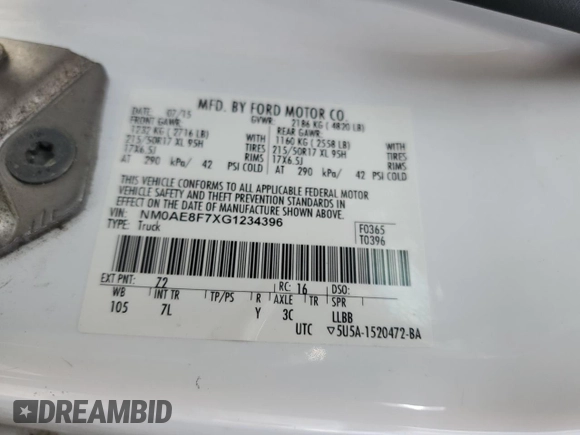 MFD. BY FORD MOTOR CO.
DATE: 07/15 GVWR: 2186 KG (4820 LB)
FRONT GAWR: REAR GAWR:
1232 KG (2716 LB) 1160 KG (2558 LB)
215/50R17 XL 95H TIRES 215/50R17 XL 95H TIRES
17X6.5J RIMS 17X6.5J RIMS
AT 290 kPa/ 42 PSI COLD AT 290 kPa/ 42 PSI COLD
THIS VEHICLE CONFORMS TO ALL APPLICABLE FEDERAL MOTOR
VEHICLE SAFETY AND THEFT PREVENTION STANDARDS IN
EFFECT ON THE DATE OF MANUFACTURE SHOWN ABOVE.
VIN: NM0AE8F7XG1234396
TYPE: Truck
F0365
T0396
EXT PNT: Z2 RC: 16 DSO:
WB INT TR TP/PS R AXLE TR SPR
105 7L Y 3C LLBB
UTC ▽5U5A-1520472-BA
DREAMBID